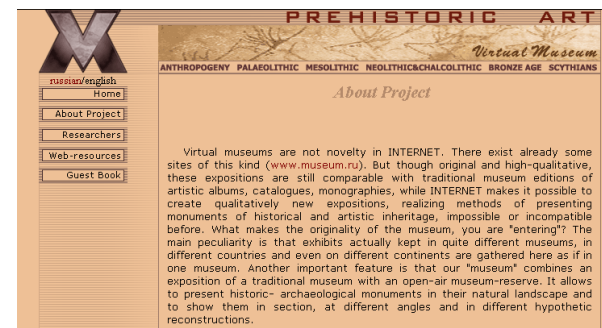 PREHISTORIC ART
Virtual Museum
ANTHROPOGENY PALAEOLITHIC MESOLITHIC NEOLITHIC&CHALCOLITHIC BRONZE AGE SCYTHIANS
russian/english
Home
About Project
Researchers
Web-resources
Guest Book
About Project
Virtual museums are not novelty in INTERNET. There exist already some
sites of this kind (www.museum.ru). But though original and high-qualitative,
these expositions are still comparable with traditional museum editions of
artistic albums, catalogues, monographies, while INTERNET makes it possible to
create qualitatively new expositions, realizing methods of presenting
monuments of historical and artistic inheritage, impossible or incompatible
before. What makes the originality of the museum, you are "entering"? The
main peculiarity is that exhibits actually kept in quite different museums, in
different countries and even on different continents are gathered here as if in
one museum. Another important feature is that our "museum" combines an
exposition of a traditional museum with an open-air museum-reserve. It allows
to present historic- archaeological monuments in their natural landscape and
to show them in section, at different angles and in different hypothetic
reconstructions.